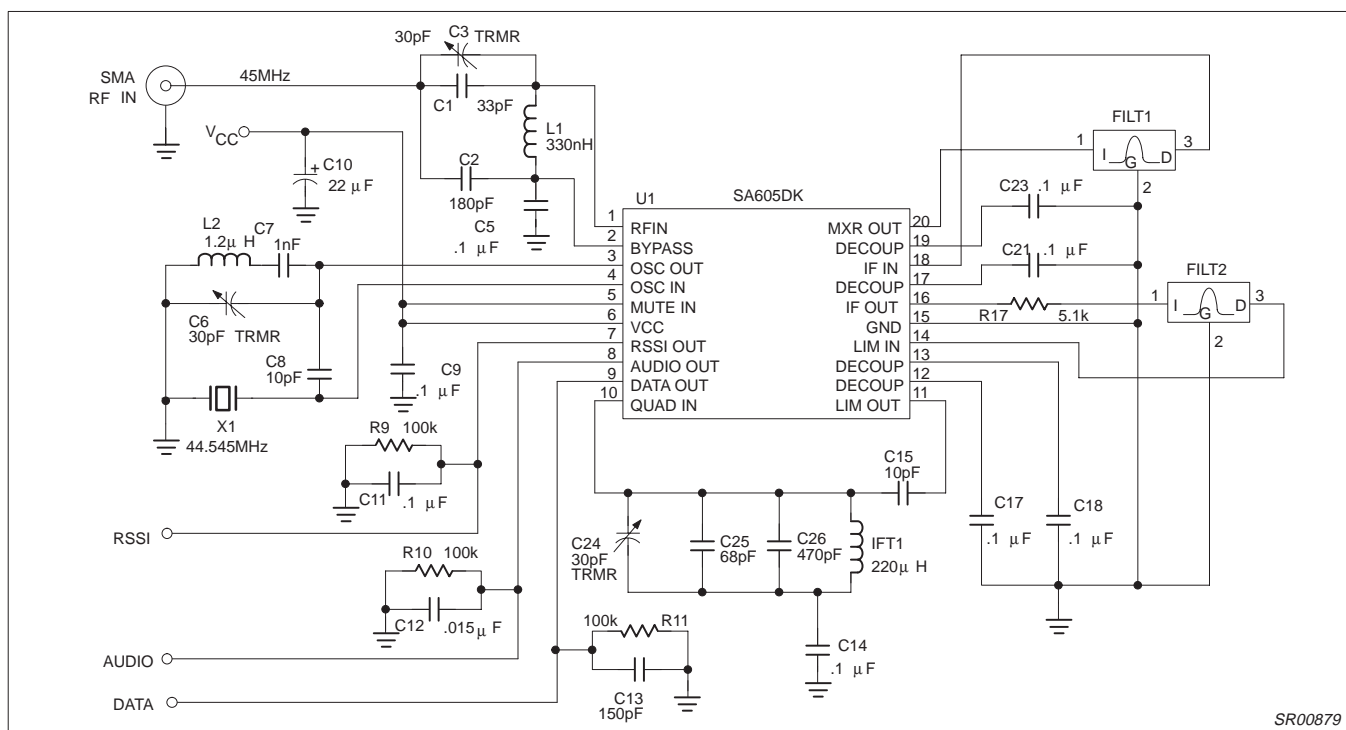 C3
30pF
TRMR
SMA
RF IN
45MHz
C1
33pF
L1
330nH
VCC
C10
22 μF
C2
180pF
C5
.1 μF
U1
SA605DK
FILT1
1
I
G
D
3
2
C23
.1 μF
C21
.1 μF
FILT2
1
I
G
D
3
2
L2
1.2μ H
C7
1nF
C6
30pF
TRMR
C8
10pF
X1
44.545MHz
C9
.1 μF
1
RFIN
2
BYPASS
3
OSC OUT
4
OSC IN
5
MUTE IN
6
VCC
7
RSSI OUT
8
AUDIO OUT
9
DATA OUT
10
QUAD IN
MXR OUT
20
DECOUP
19
IF IN
18
DECOUP
17
IF OUT
16
GND
15
LIM IN
14
DECOUP
13
DECOUP
12
LIM OUT
11
R17
5.1k
R9
100k
C11
.1 μF
RSSI
R10
100k
C12
.015μ F
AUDIO
DATA
100k
R11
C13
150pF
C24
30pF
TRMR
C25
68pF
C26
470pF
IFT1
220μ H
C15
10pF
C14
.1 μF
C17
.1 μF
C18
.1 μF
SR00879